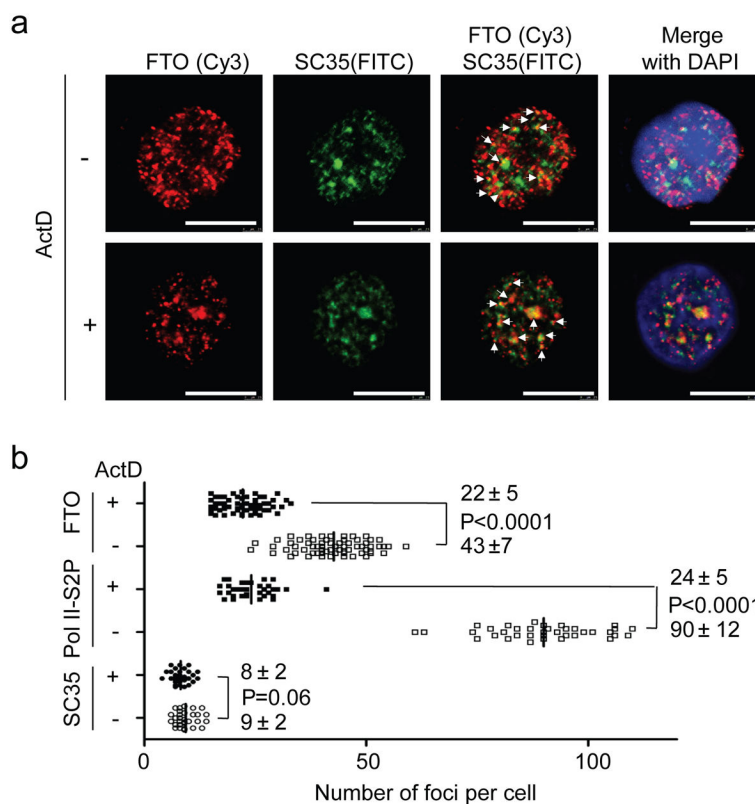 a
FTO (Cy3)
SC35(FITC)
FTO (Cy3)
SC35(FITC)
Merge
with DAPI
ActD
-
+
b
ActD
FTO
+
-
22 ± 5
P<0.0001
43 ±7
Pol II-S2P
+
-
24 ± 5
P<0.0001
90 ± 12
SC35
+
-
8 ± 2
P=0.06
9 ± 2
0
50
100
Number of foci per cell